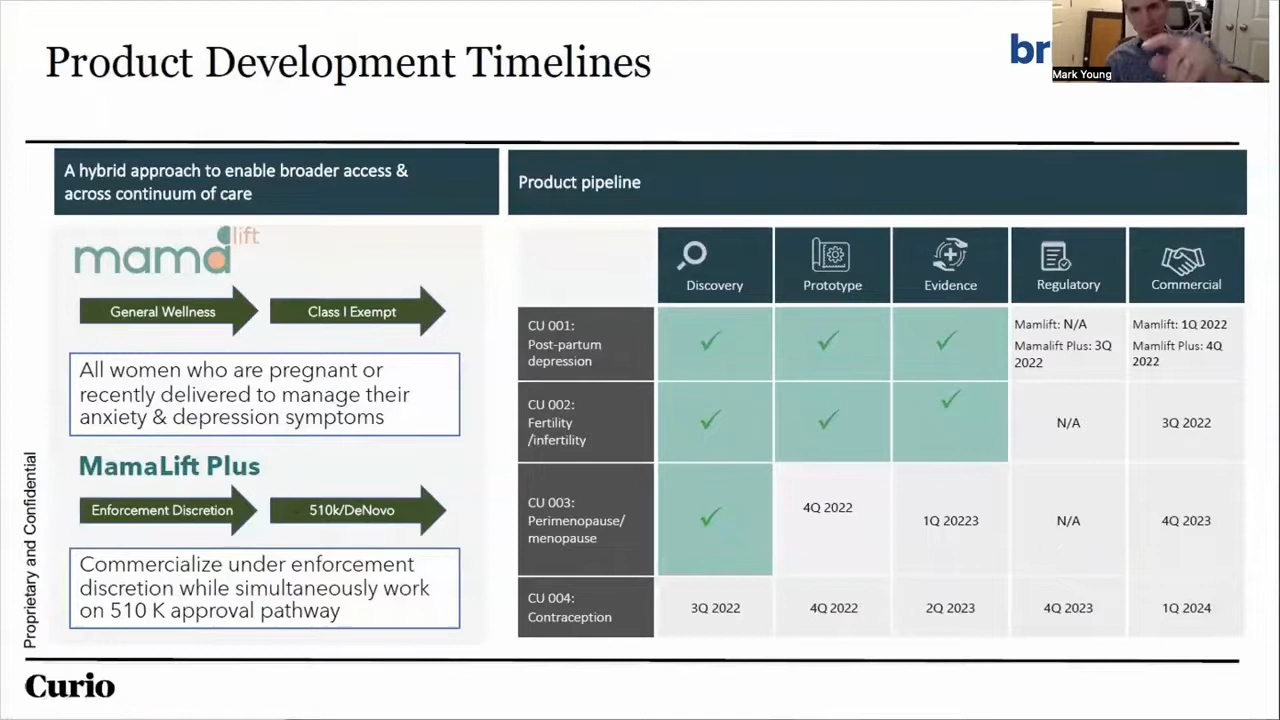 Product Development Timelines
br
Mark Young
A hybrid approach to enable broader access &
across continuum of care
Product pipeline
mama lift
General Wellness
Class I Exempt
All women who are pregnant or
recently delivered to manage their
anxiety & depression symptoms
MamaLift Plus
Enforcement Discretion
510k/DeNovo
Commercialize under enforcement
discretion while simultaneously work
on 510 K approval pathway
Proprietary and Confidential
Discovery
Prototype
Evidence
Regulatory
Commercial
CU 001:
Post-partum
depression
Mamlift: N/A
Mamalift Plus: 3Q
2022
Mamlift: 1Q 2022
Mamlift Plus: 4Q
2022
CU 002:
Fertility
/infertility
N/A
3Q 2022
CU 003:
Perimenopause/
menopause
4Q 2022
1Q 20223
N/A
4Q 2023
CU 004:
Contraception
3Q 2022
4Q 2022
2Q 2023
4Q 2023
1Q 2024
Curio